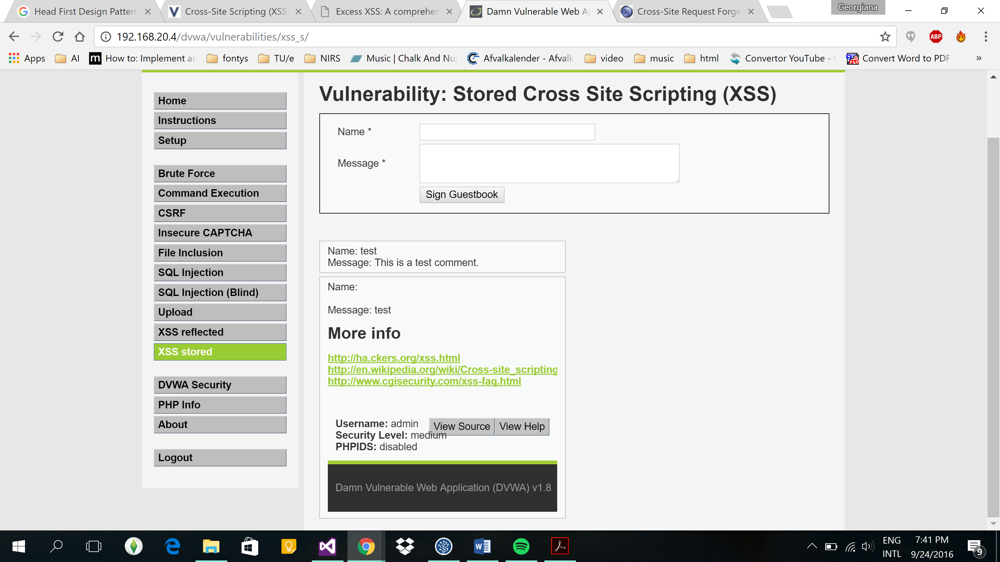 Head First Design Pattern
Cross-Site Scripting (XSS)
Excess XSS: A comprehen
Damn Vulnerable Web Ap
Cross-Site Request Forge
Georgiana
192.168.20.4/dvwa/vulnerabilities/xss_s/
ABP
Apps
AI
m How to: Implement an
fontys
TU/e
NIRS
Music | Chalk And Nu
Afvalkalender - Afvalk
video
music
html
Convertor YouTube -
Convert Word to PDF
»
Home
Instructions
Setup
Brute Force
Command Execution
CSRF
Insecure CAPTCHA
File Inclusion
SQL Injection
SQL Injection (Blind)
Upload
XSS reflected
XSS stored
DVWA Security
PHP Info
About
Logout
Vulnerability: Stored Cross Site Scripting (XSS)
Name *
Message *
Sign Guestbook
Name: test
Message: This is a test comment.
Name:
Message: test
More info
http://ha.ckers.org/xss.html
http://en.wikipedia.org/wiki/Cross-site_scripting
http://www.cgisecurity.com/xss-faq.html
Username: admin
Security Level: medium
PHPIDS: disabled
View Source
View Help
Damn Vulnerable Web Application (DVWA) v1.8
ENG
INTL
7:41 PM
9/24/2016
9